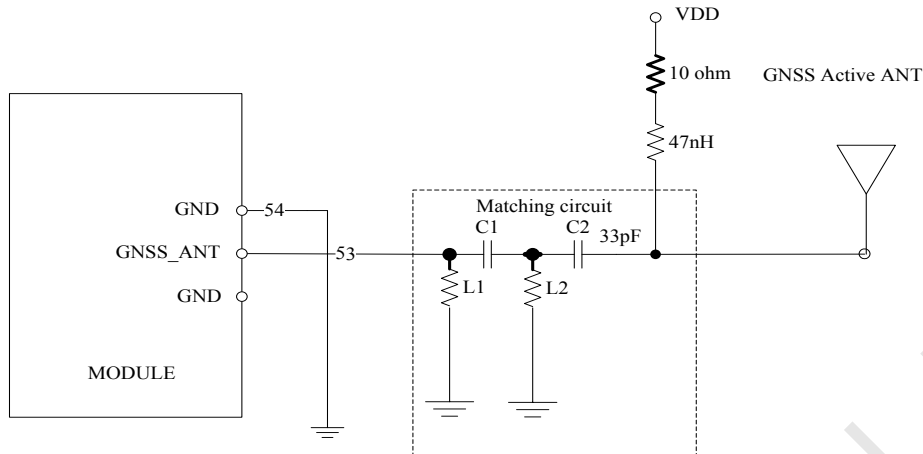 VDD
10 ohm
GNSS Active ANT
47nH
GND
54
Matching circuit
C1
C2
33pF
GNSS_ANT
53
L1
L2
GND
MODULE